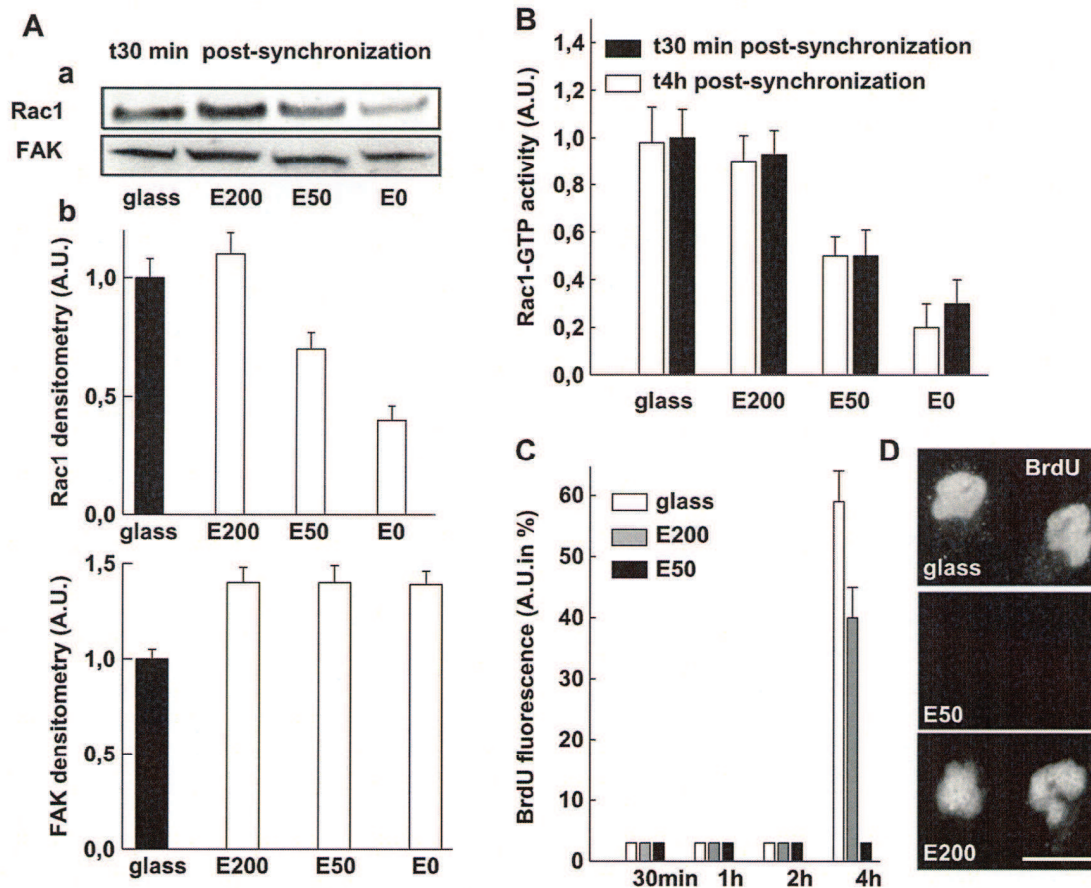 A
t30 min post-synchronization
a
Rac1
FAK
glass E200 E50 E0
b
Rac1 densitometry (A.U.)
1,0
0,5
0,0
glass E200 E50 E0
FAK densitometry (A.U.)
1,5
1,0
0,5
0,0
glass E200 E50 E0
B
Rac1-GTP activity (A.U.)
1,4
1,2
1,0
0,8
0,6
0,4
0,2
0,0
t30 min post-synchronization
t4h post-synchronization
glass E200 E50 E0
C
BrdU fluorescence (A.U.in %)
60
50
40
30
20
10
0
glass
E200
E50
30min 1h 2h 4h
D
BrdU
glass
E50
E200